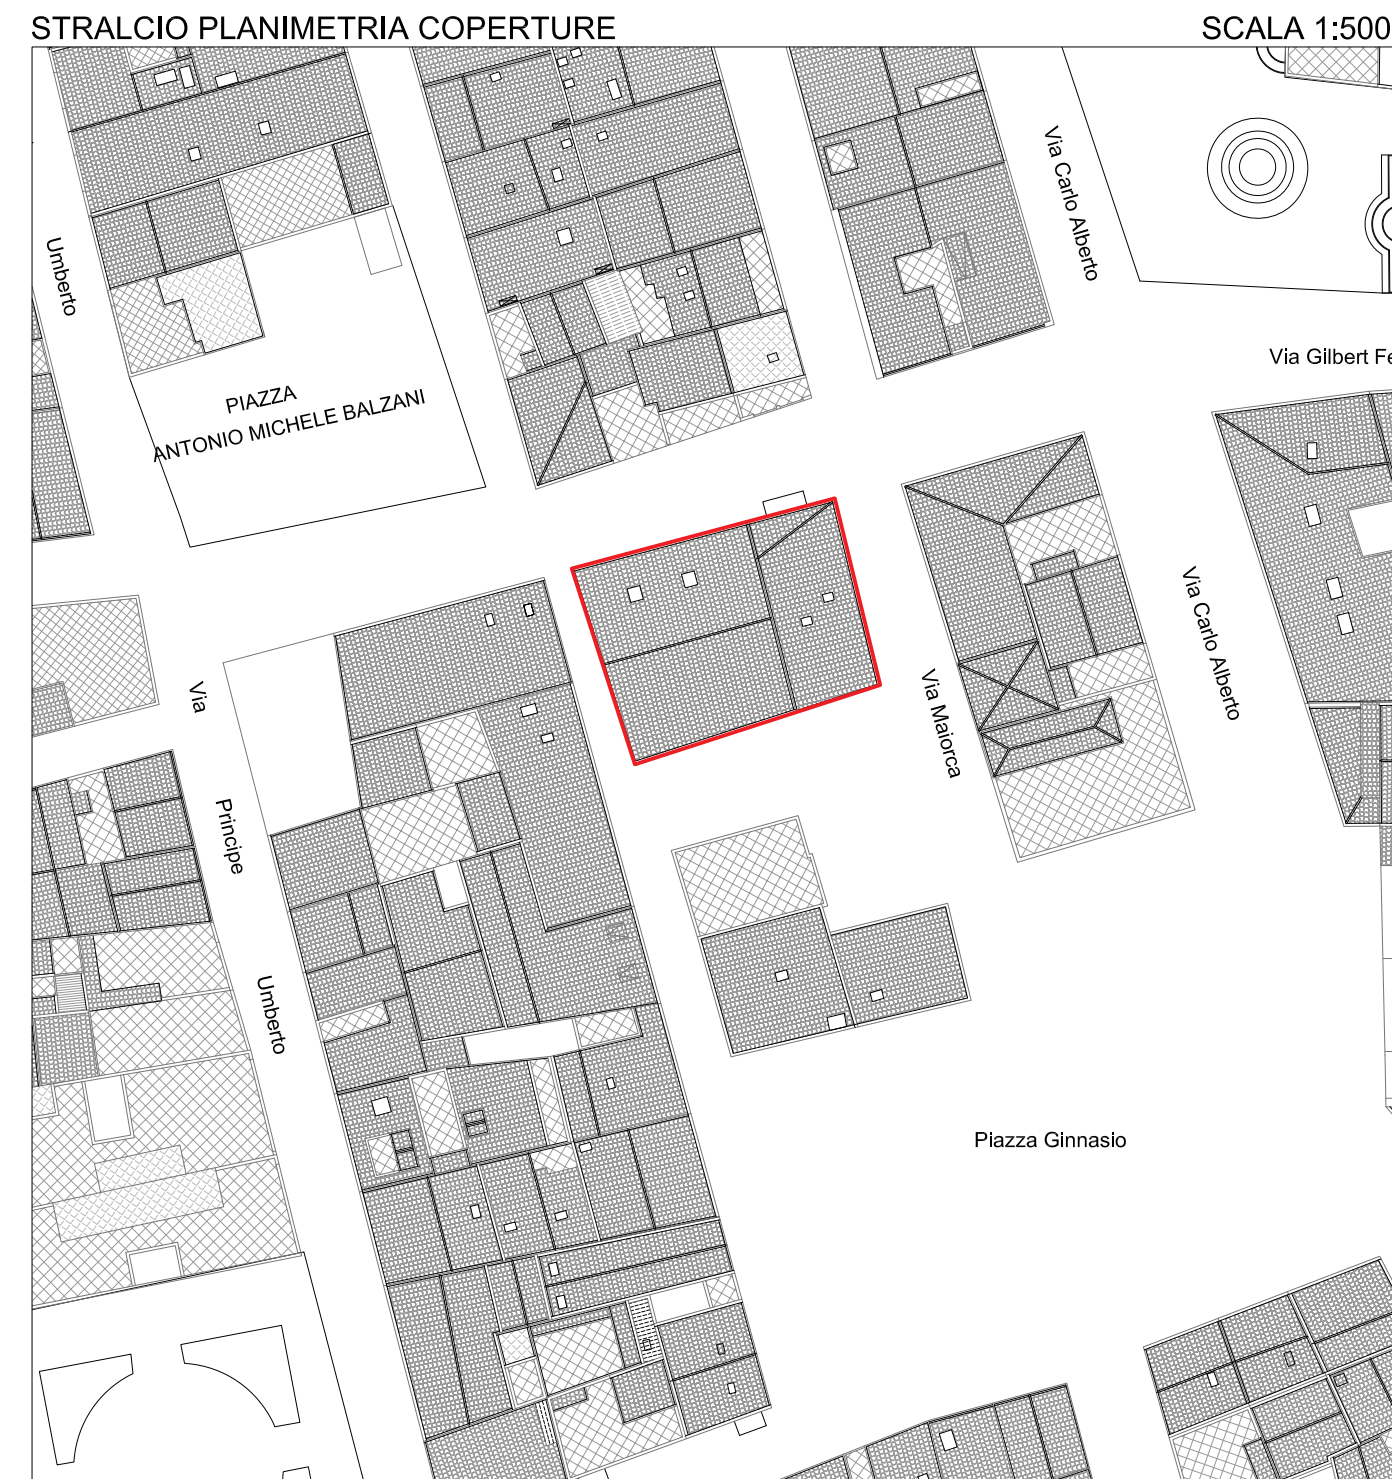 STRALCIO PLANIMETRIA COPERTURE
SCALA 1:500
Via Carlo Alberto
Umberto
Via Gilbert Fe
PIAZZA
ANTONIO MICHELE BALZANI
Via
Via Carlo Alberto
Via Maiorca
Principe
Umberto
Piazza Ginnasio